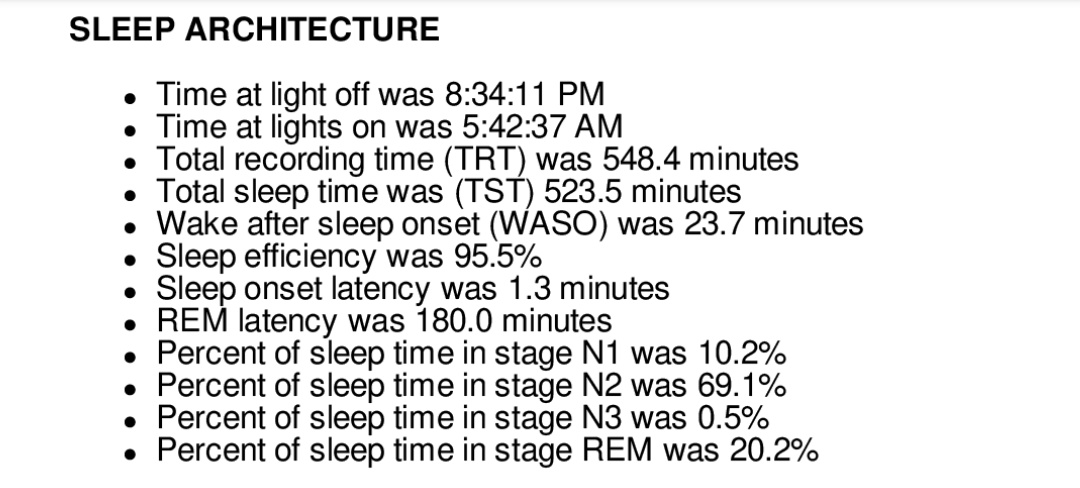 SLEEP ARCHITECTURE
• Time at light off was 8:34:11 PM
• Time at lights on was 5:42:37 AM
• Total recording time (TRT) was 548.4 minutes
• Total sleep time was (TST) 523.5 minutes
• Wake after sleep onset (WASO) was 23.7 minutes
• Sleep efficiency was 95.5%
• Sleep onset latency was 1.3 minutes
• REM latency was 180.0 minutes
• Percent of sleep time in stage N1 was 10.2%
• Percent of sleep time in stage N2 was 69.1%
• Percent of sleep time in stage N3 was 0.5%
• Percent of sleep time in stage REM was 20.2%